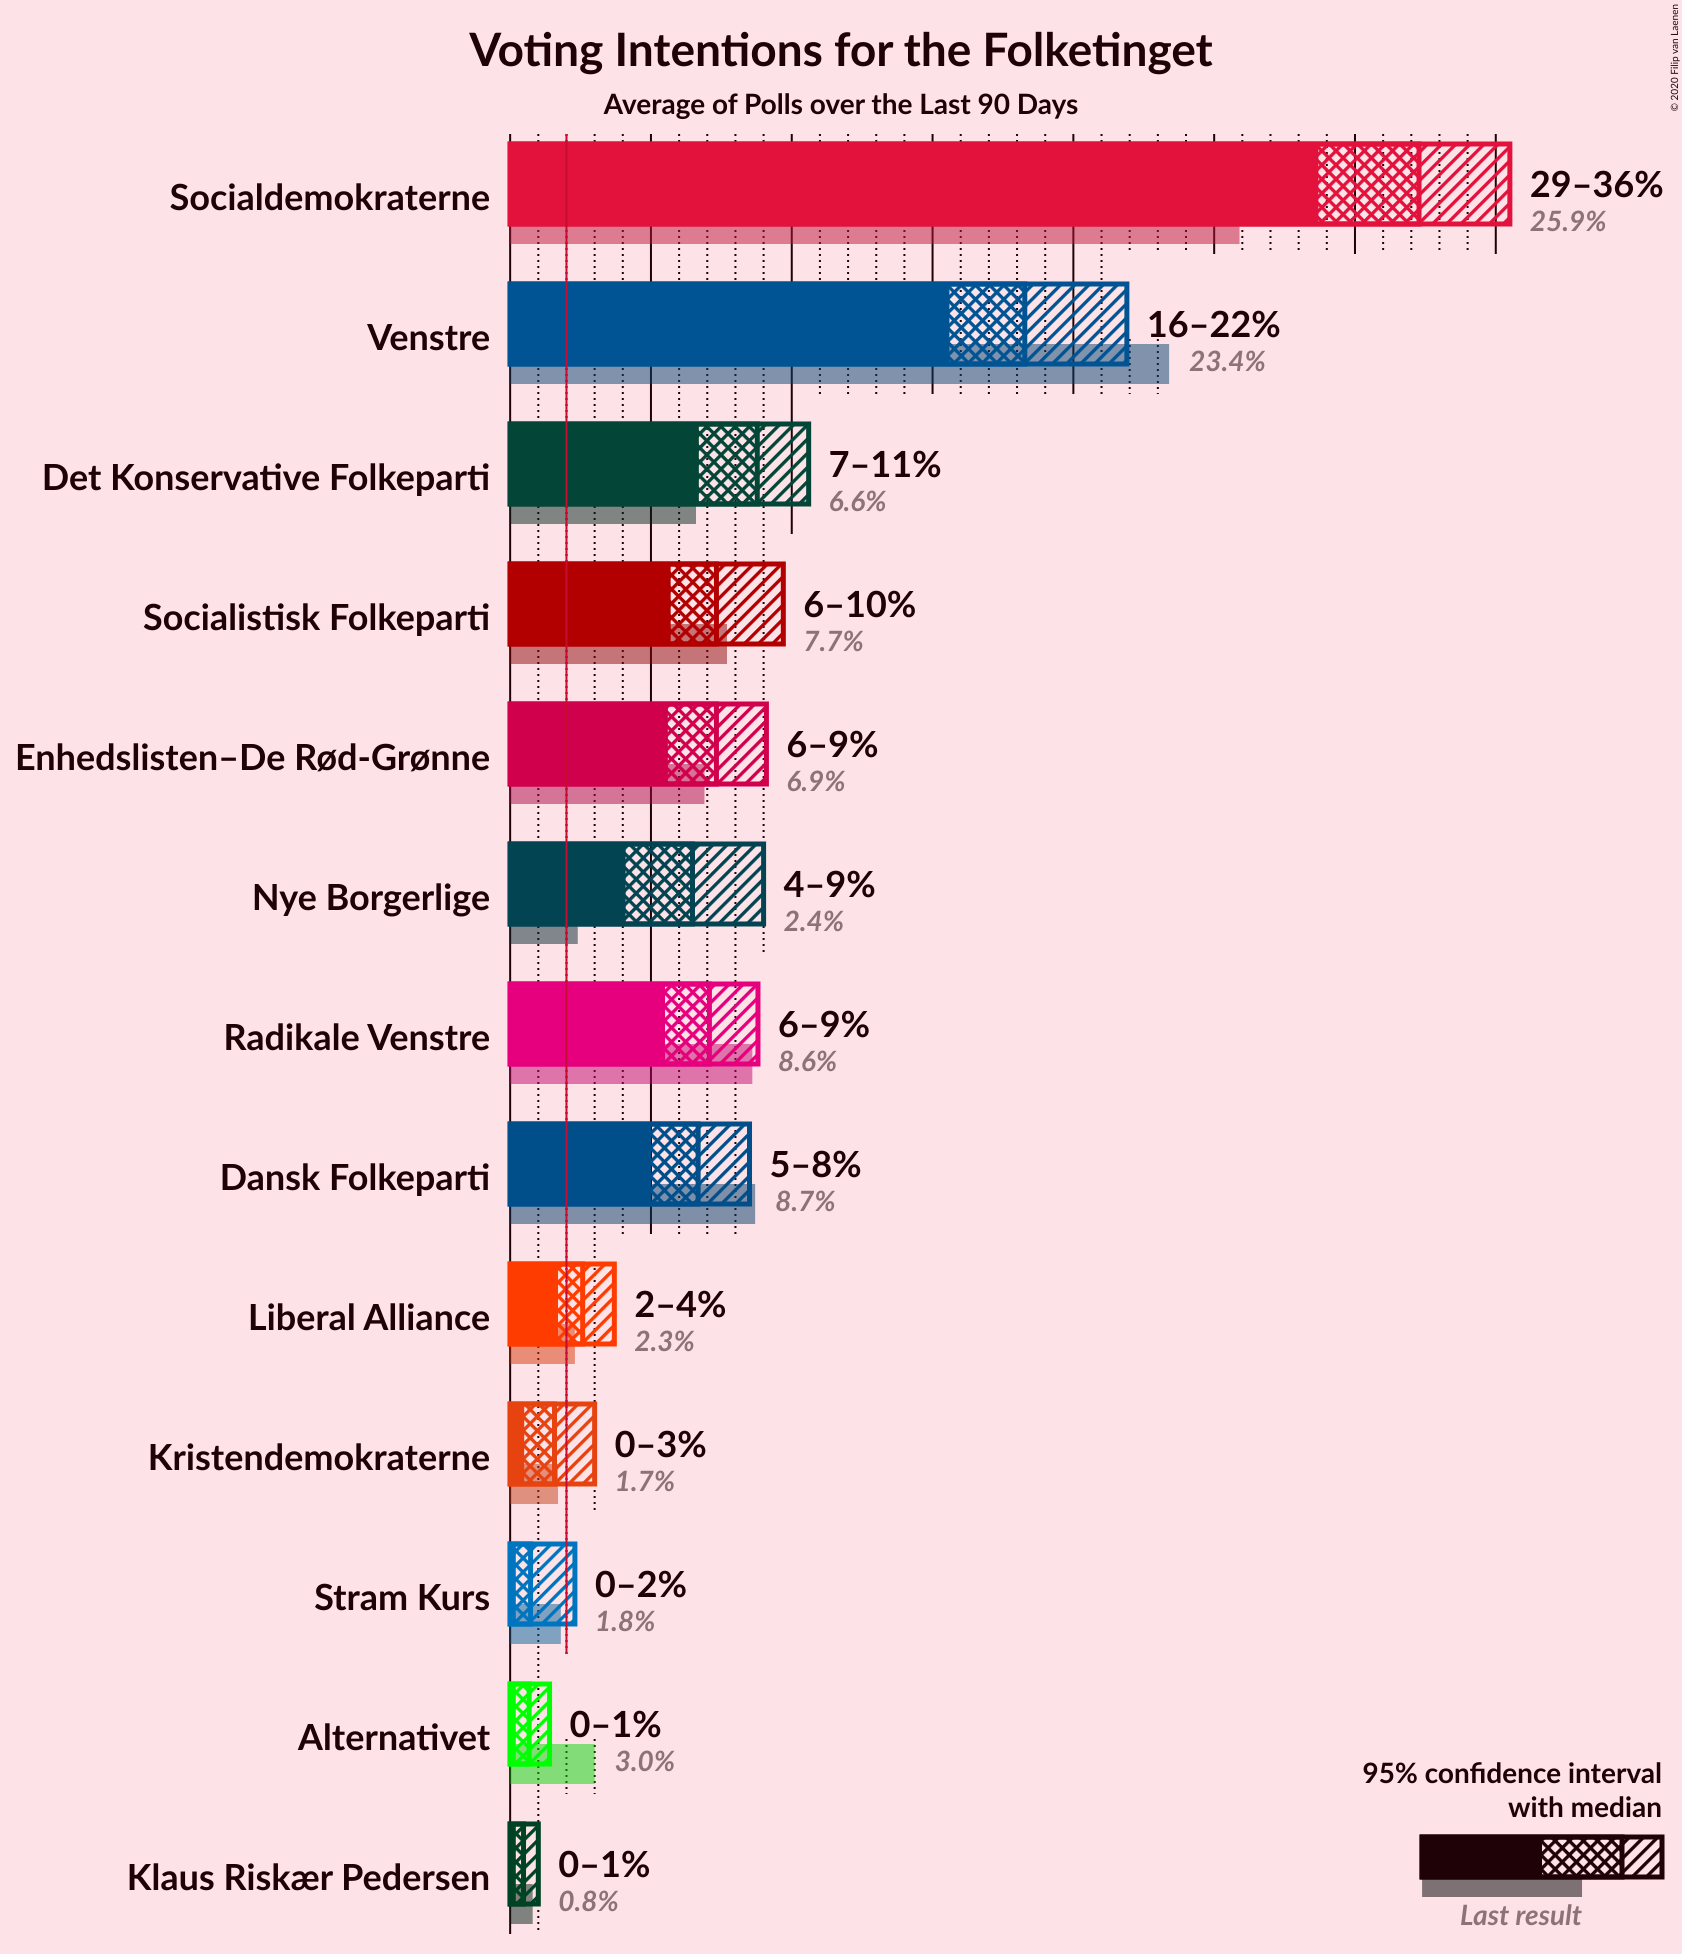 Voting Intentions for the Folketinget
Average of Polls over the Last 90 Days
© 2020 Filip van Laenen
Socialdemokraterne
29–36%
25.9%
Venstre
16–22%
23.4%
Det Konservative Folkeparti
7–11%
6.6%
Socialistisk Folkeparti
6–10%
7.7%
Enhedslisten–De Rød-Grønne
6–9%
6.9%
Nye Borgerlige
4–9%
2.4%
Radikale Venstre
6–9%
8.6%
Dansk Folkeparti
5–8%
8.7%
Liberal Alliance
2–4%
2.3%
Kristendemokraterne
0–3%
1.7%
Stram Kurs
0–2%
1.8%
Alternativet
0–1%
3.0%
Klaus Riskær Pedersen
0–1%
0.8%
95% confidence interval
with median
Last result